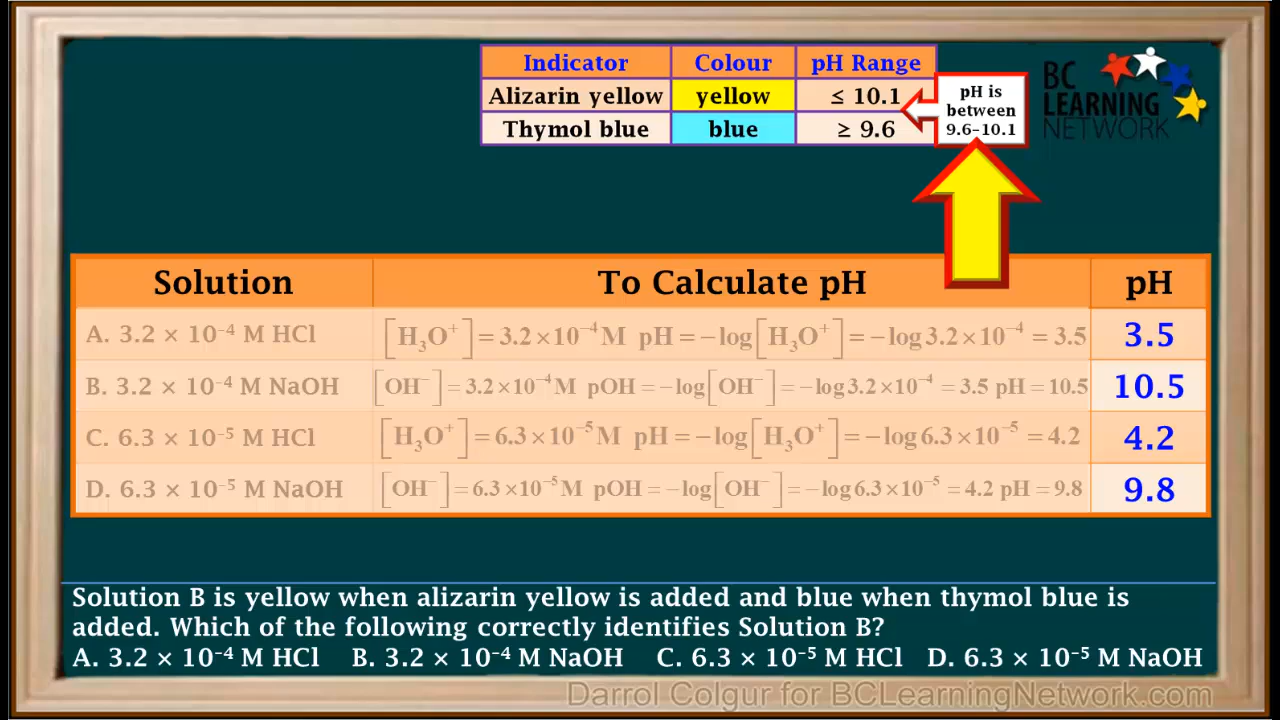 Indicator Colour pH Range
Alizarin yellow yellow ≤ 10.1
Thymol blue blue ≥ 9.6
pH is
between
9.6–10.1
BC
LEARNING
NETWORK
Solution To Calculate pH pH
A. 3.2 × 10⁻⁴ M HCl [H₃O⁺] = 3.2×10⁻⁴ M pH = −log[H₃O⁺] = −log 3.2×10⁻⁴ = 3.5 3.5
B. 3.2 × 10⁻⁴ M NaOH [OH⁻] = 3.2×10⁻⁴ M pOH = −log[OH⁻] = −log 3.2×10⁻⁴ = 3.5 pH = 10.5 10.5
C. 6.3 × 10⁻⁵ M HCl [H₃O⁺] = 6.3×10⁻⁵ M pH = −log[H₃O⁺] = −log 6.3×10⁻⁵ = 4.2 4.2
D. 6.3 × 10⁻⁵ M NaOH [OH⁻] = 6.3×10⁻⁵ M pOH = −log[OH⁻] = −log 6.3×10⁻⁵ = 4.2 pH = 9.8 9.8
Solution B is yellow when alizarin yellow is added and blue when thymol blue is
added. Which of the following correctly identifies Solution B?
A. 3.2 × 10⁻⁴ M HCl B. 3.2 × 10⁻⁴ M NaOH C. 6.3 × 10⁻⁵ M HCl D. 6.3 × 10⁻⁵ M NaOH
Darrol Colgur for BCLearningNetwork.com